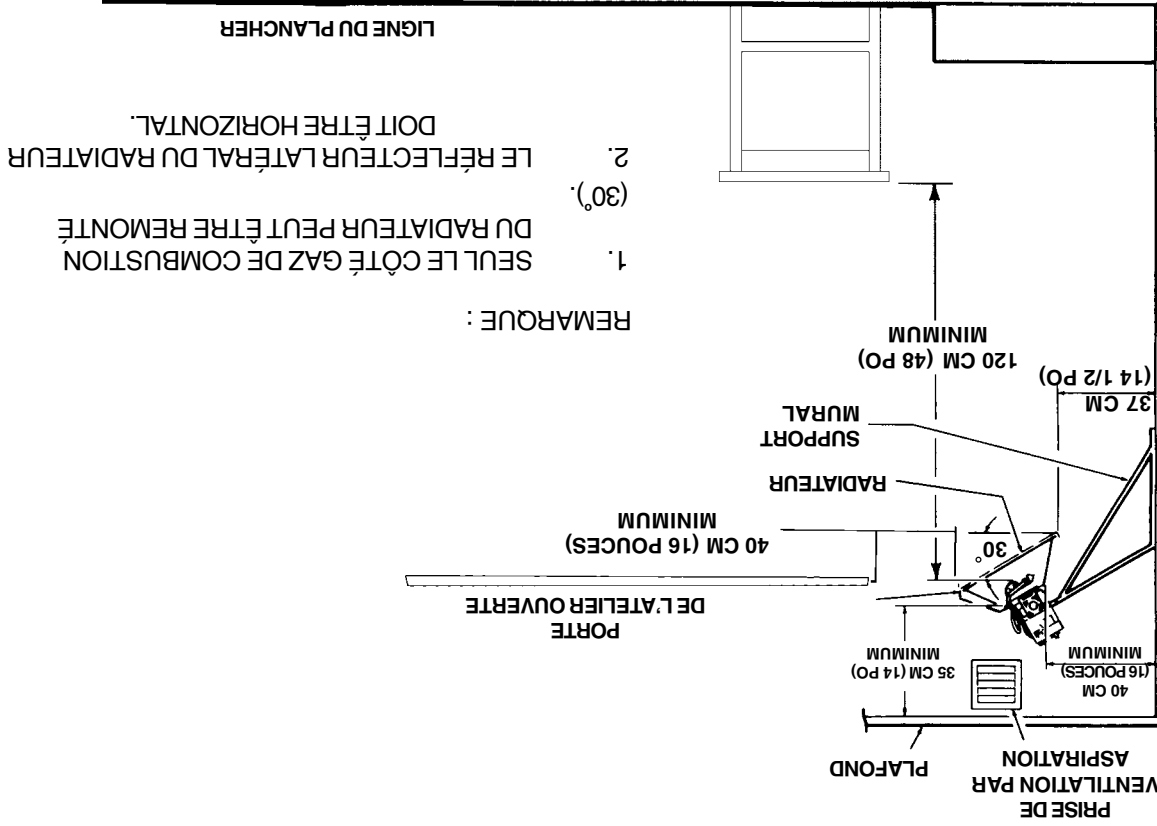 PRISE DE
VENTILATION PAR
ASPIRATION
PLAFOND
40 CM
(16 POUCES)
MINIMUM
35 CM (14 PO)
MINIMUM
PORTE
DE L'ATELIER OUVERTE
30°
40 CM (16 POUCES)
MINIMUM
RADIATEUR
SUPPORT
MURAL
37 CM
(14 1/2 PO)
120 CM (48 PO)
MINIMUM
REMARQUE :
1. SEUL LE CÔTÉ GAZ DE COMBUSTION
DU RADIATEUR PEUT ÊTRE REMONTÉ
(30°).
2. LE RÉFLECTEUR LATÉRAL DU RADIATEUR
DOIT ÊTRE HORIZONTAL.
LIGNE DU PLANCHER